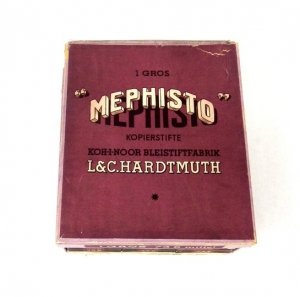 1 GROS
"MEPHISTO"
KOPIERSTIFTE
KOH-I-NOOR BLEISTIFTFABRIK
L&C.HARDTMUTH